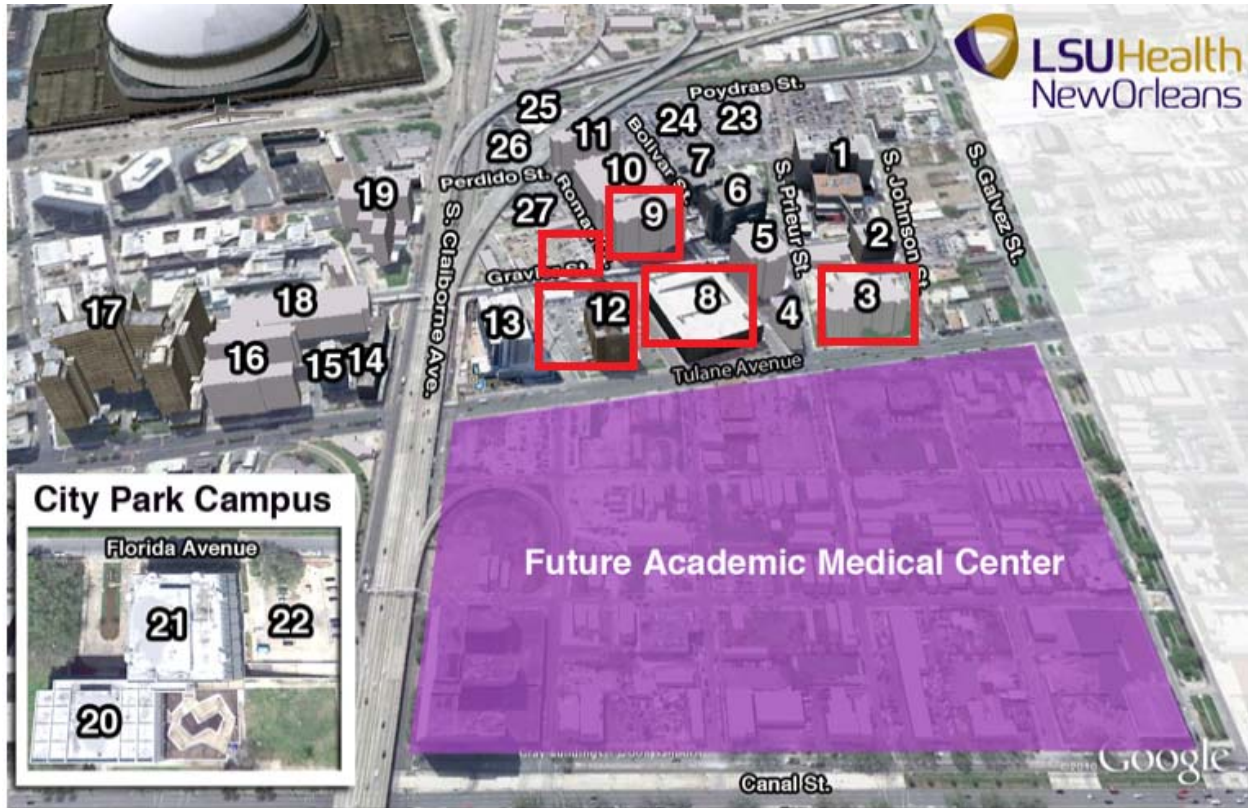 LSUHealth
NewOrleans
Poydras St.
25
24
23
26
11
Bolivar St.
7
10
1
S. Galvez St.
Perdido St.
6
S. Prieur St.
S. Johnson St.
19
27
9
5
2
S. Claiborne Ave.
Gravier St.
18
17
13
12
8
4
3
16
15
14
Tulane Avenue
City Park Campus
Florida Avenue
21
22
20
Future Academic Medical Center
Google
Canal St.